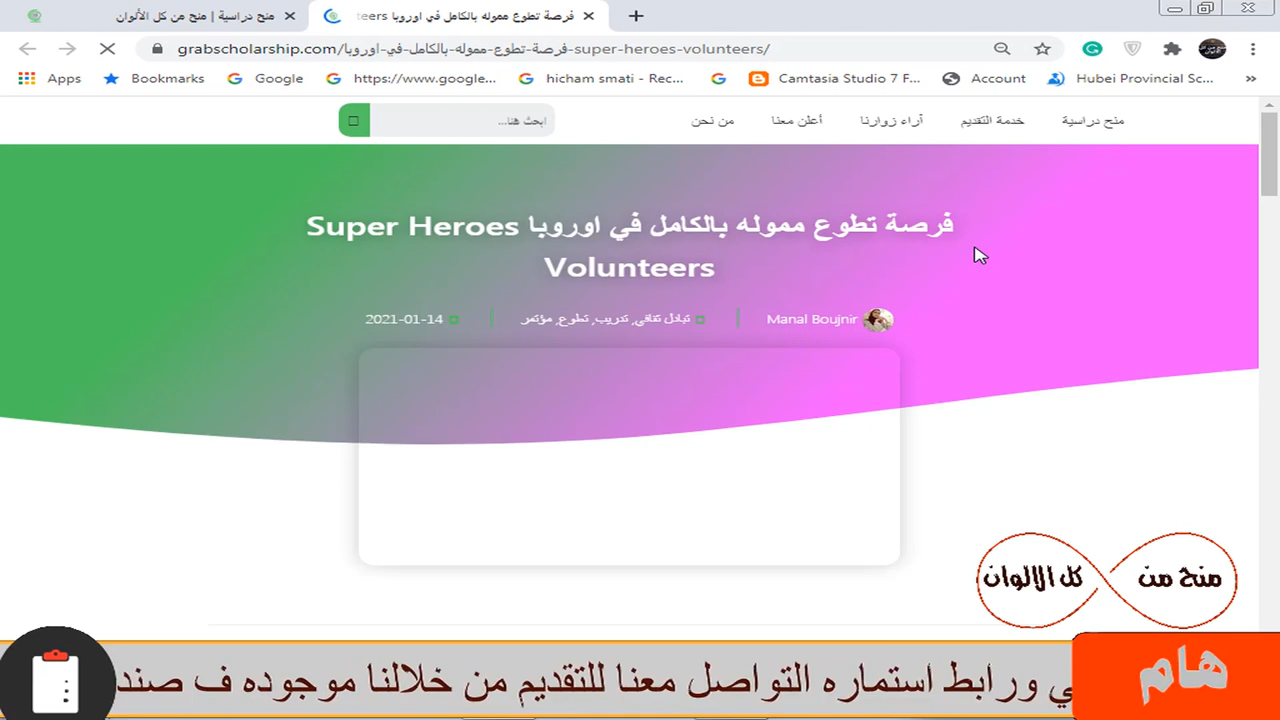 منح دراسية | منح من كل الألوان
فرصة تطوع مموله بالكامل في اوروبا teers
grabscholarship.com/فرصة-تطوع-مموله-بالكامل-في-اوروبا-super-heroes-volunteers/
Apps
Bookmarks
Google
https://www.google...
hicham smati - Rec...
Camtasia Studio 7 F...
Account
Hubei Provincial Sc...
»
منح دراسية
خدمة التقديم
آراء زوارنا
أعلن معنا
من نحن
ابحث هنا...
فرصة تطوع مموله بالكامل في اوروبا Super Heroes
Volunteers
Manal Boujnir
تبادل ثقافي, تدريب, تطوع, مؤتمر
2021-01-14
منح من
كل الالوان
هام
ي ورابط استماره التواصل معنا للتقديم من خلالنا موجوده ف صند